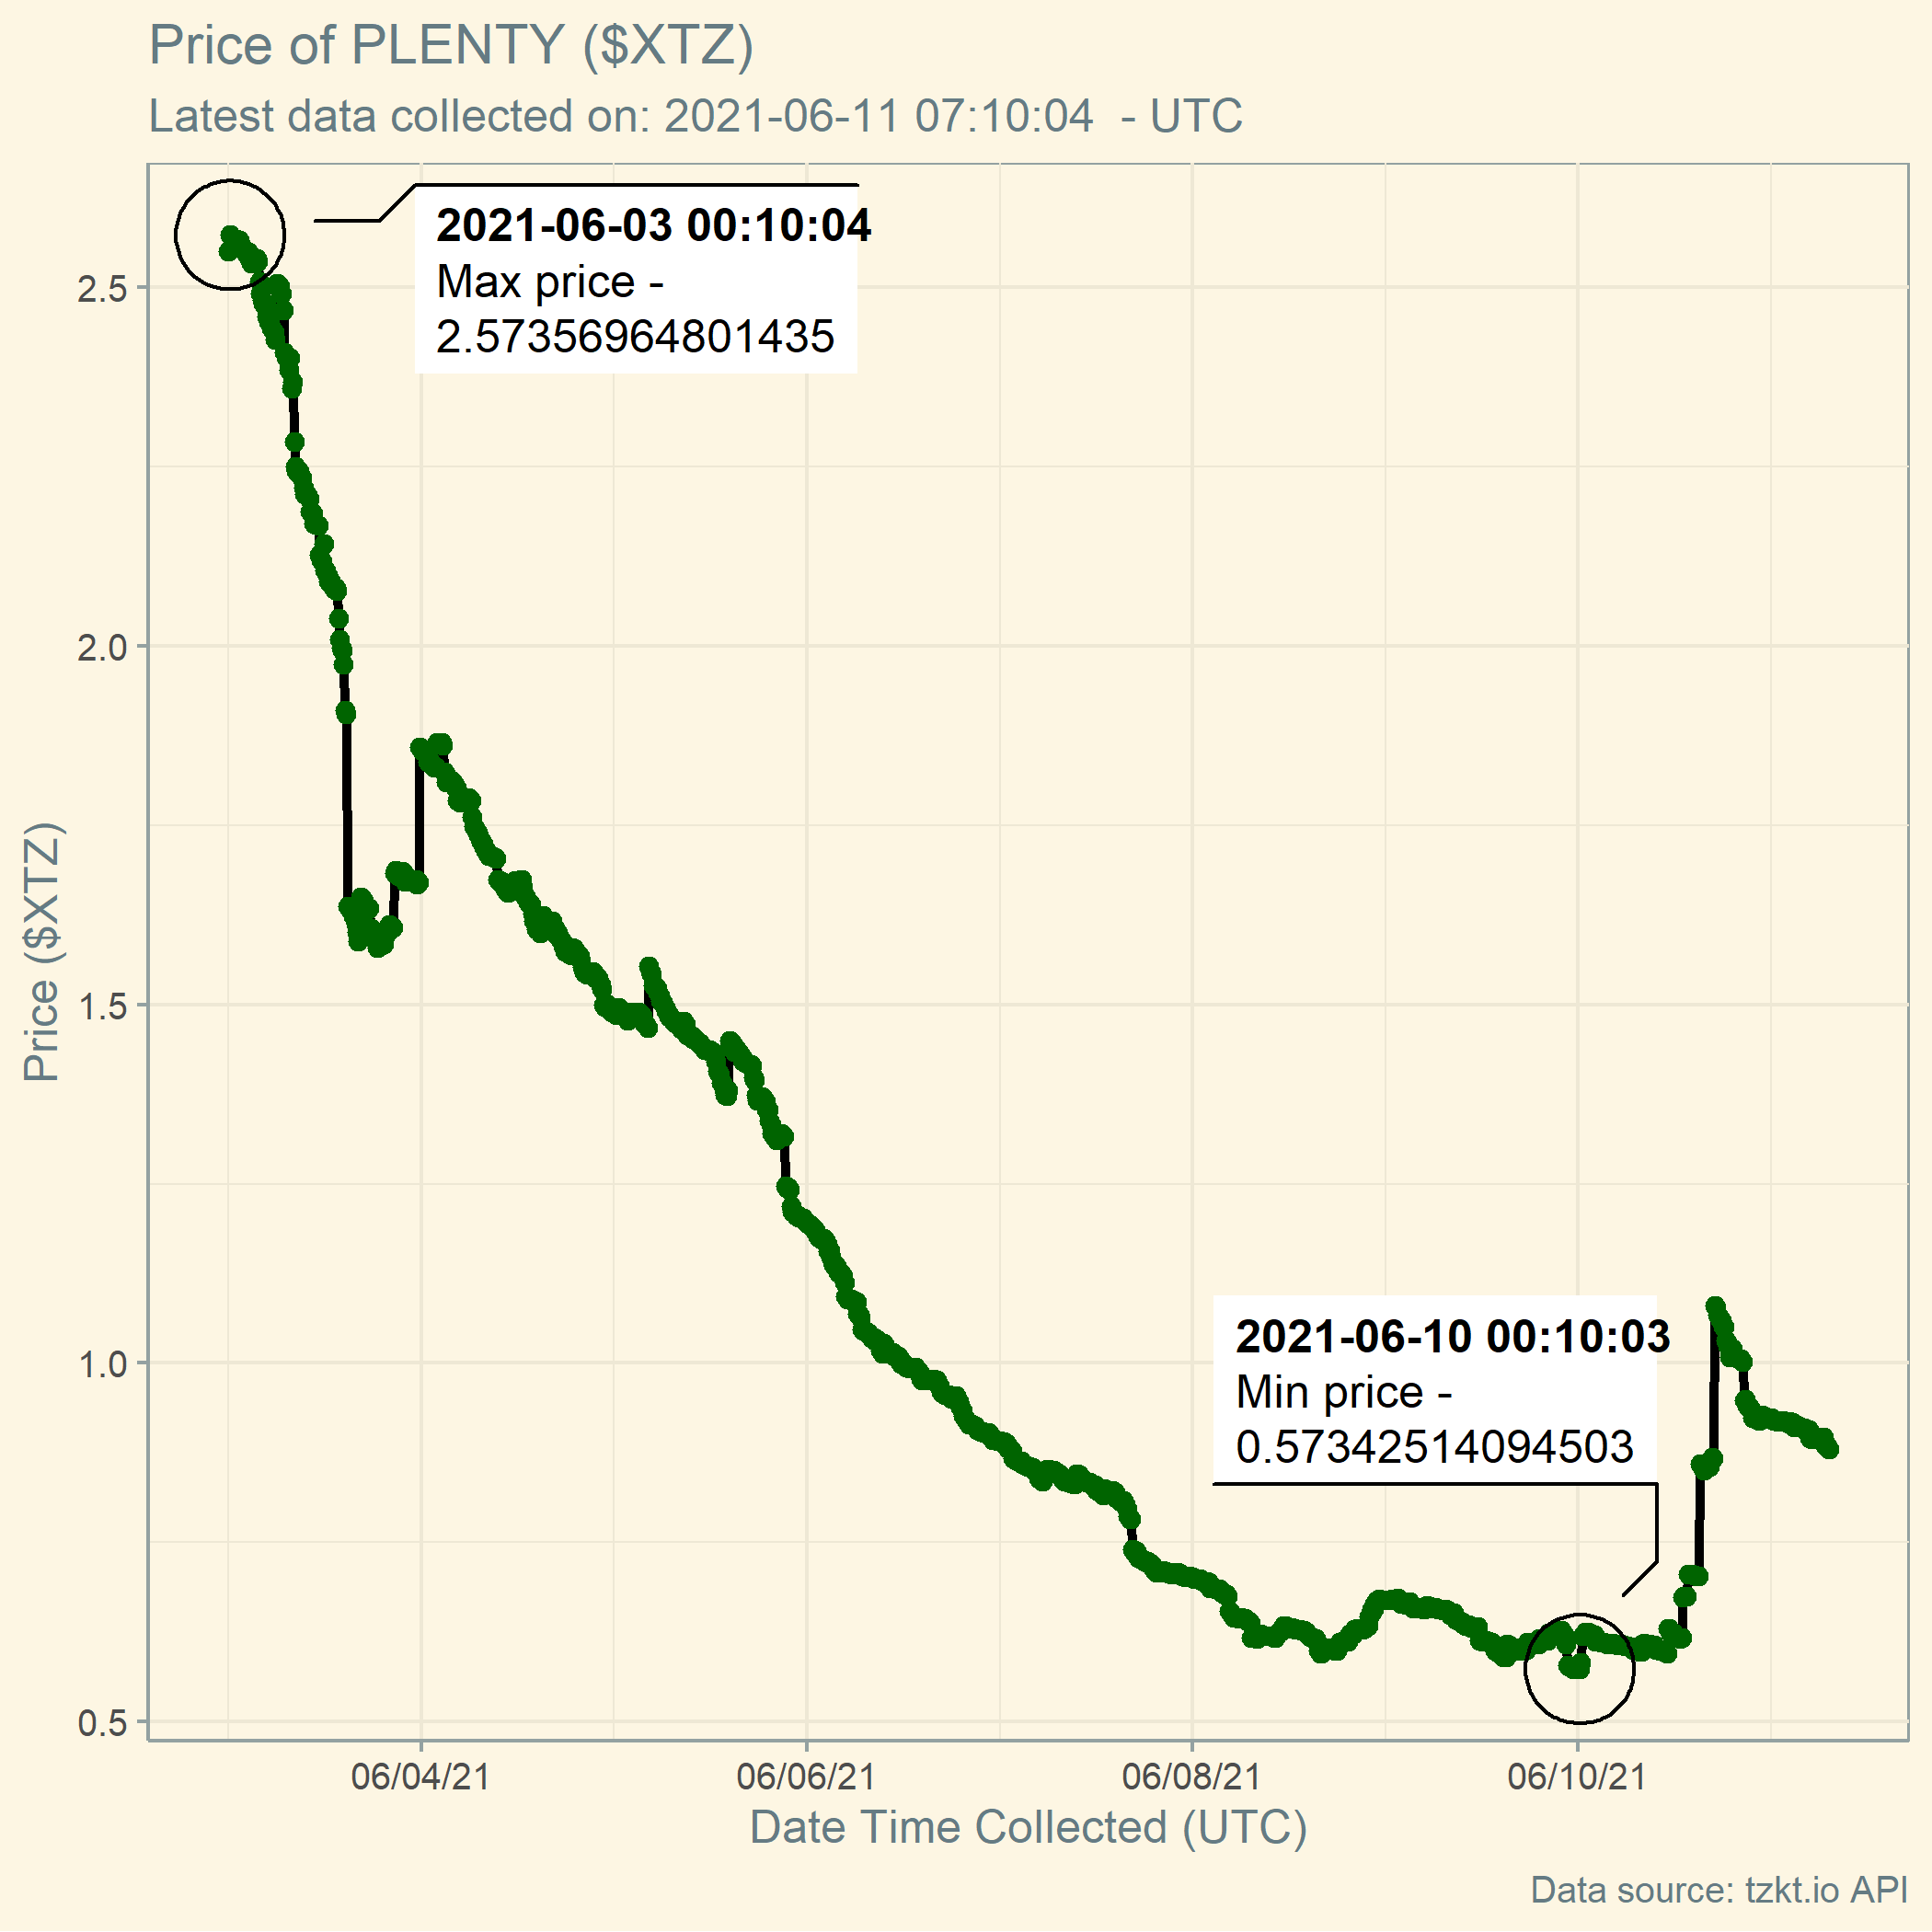 Price of PLENTY ($XTZ)
Latest data collected on: 2021-06-11 07:10:04  - UTC
2021-06-03 00:10:04
Max price -
2.57356964801435
2.5
2.0
1.5
1.0
0.5
Price ($XTZ)
2021-06-10 00:10:03
Min price -
0.57342514094503
06/04/21
06/06/21
06/08/21
06/10/21
Date Time Collected (UTC)
Data source: tzkt.io API